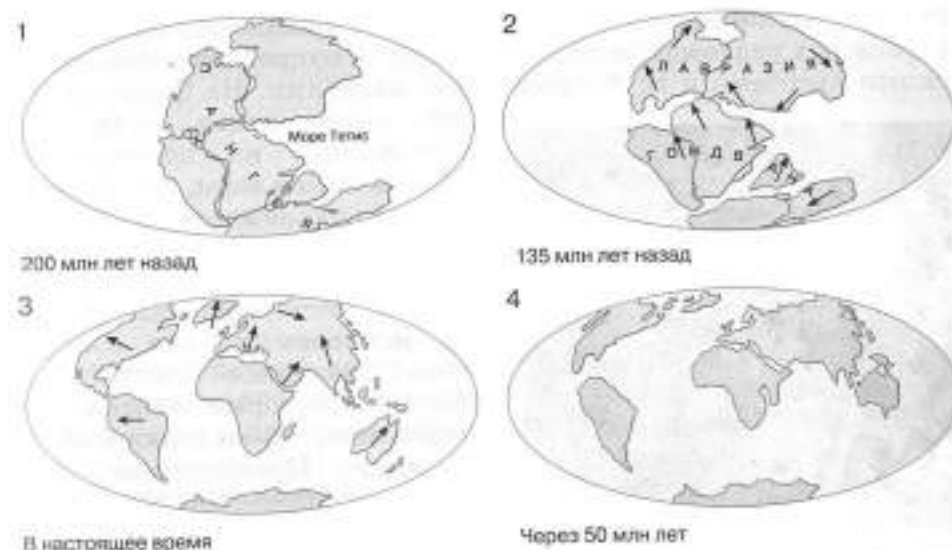 1
Море Тетис
200 млн лет назад
2
Л А В Р А З И Я
Г О Н Д В
135 млн лет назад
3
В настоящее время
4
Через 50 млн лет